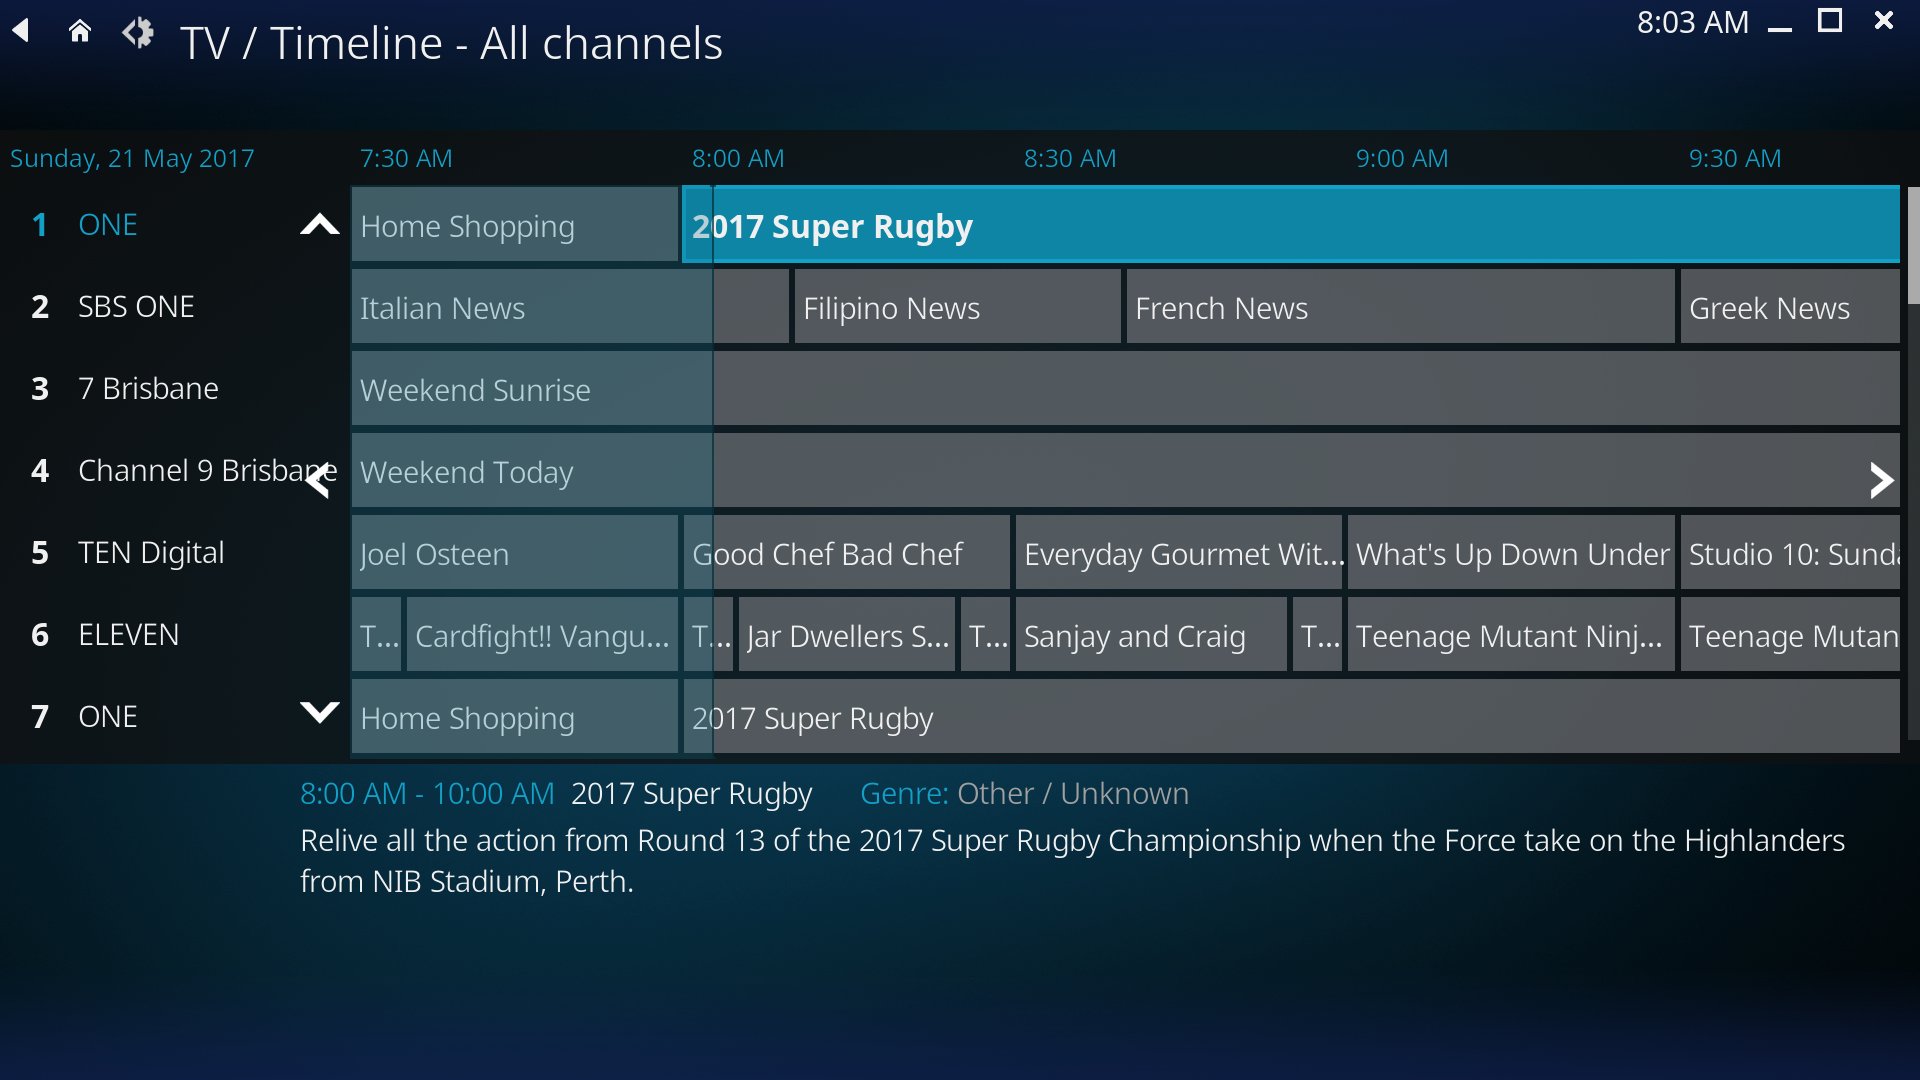 TV / Timeline - All channels
8:03 AM
Sunday, 21 May 2017 7:30 AM 8:00 AM 8:30 AM 9:00 AM 9:30 AM
1 ONE Home Shopping 2017 Super Rugby
2 SBS ONE Italian News Filipino News French News Greek News
3 7 Brisbane Weekend Sunrise
4 Channel 9 Brisbane Weekend Today
5 TEN Digital Joel Osteen Good Chef Bad Chef Everyday Gourmet Wit... What's Up Down Under Studio 10: Sunda
6 ELEVEN T... Cardfight!! Vangu... T... Jar Dwellers S... T... Sanjay and Craig T... Teenage Mutant Ninj... Teenage Mutan
7 ONE Home Shopping 2017 Super Rugby
8:00 AM - 10:00 AM 2017 Super Rugby Genre: Other / Unknown
Relive all the action from Round 13 of the 2017 Super Rugby Championship when the Force take on the Highlanders
from NIB Stadium, Perth.